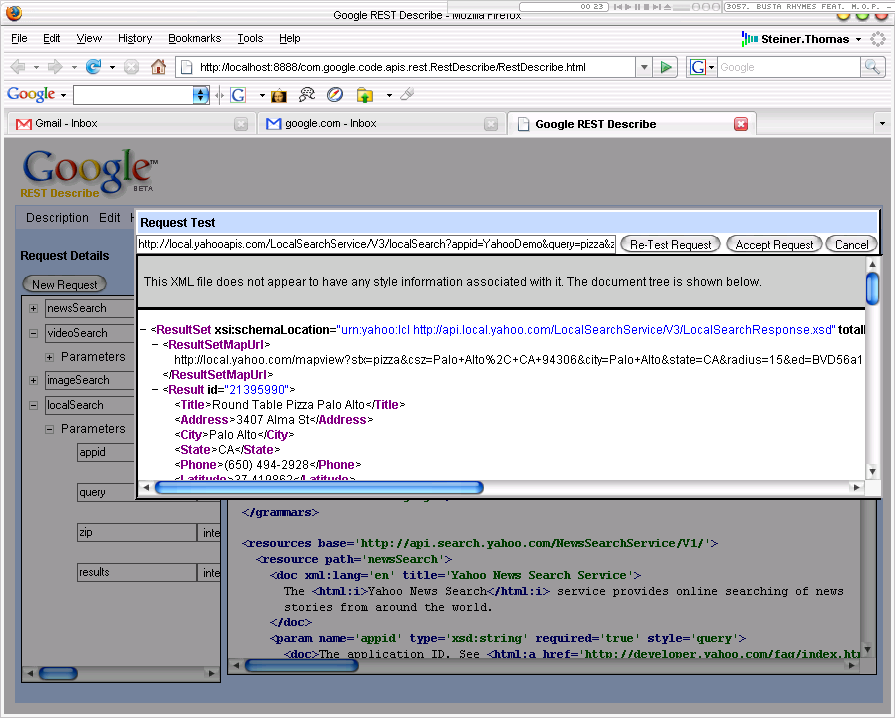 Google REST Describe - Mozilla Firefox
00 23
3057. BUSTA RHYMES FEAT. M.O.P. -
File Edit View History Bookmarks Tools Help
Steiner.Thomas
http://localhost:8888/com.google.code.apis.rest.RestDescribe/RestDescribe.html
G Google
Google
G
Gmail - Inbox
google.com - Inbox
Google REST Describe
Google™
REST Describe BETA
Description Edit
Request Test
http://local.yahooapis.com/LocalSearchService/V3/localSearch?appid=YahooDemo&query=pizza&z
Re-Test Request Accept Request Cancel
Request Details
New Request
newsSearch
videoSearch
Parameters
imageSearch
localSearch
Parameters
appid
query
zip inte
results inte
This XML file does not appear to have any style information associated with it. The document tree is shown below.
− <ResultSet xsi:schemaLocation="urn:yahoo:lcl http://api.local.yahoo.com/LocalSearchService/V3/LocalSearchResponse.xsd" total
− <ResultSetMapUrl>
http://local.yahoo.com/mapview?stx=pizza&csz=Palo+Alto%2C+CA+94306&city=Palo+Alto&state=CA&radius=15&ed=BVD56a1
</ResultSetMapUrl>
− <Result id="21395990">
<Title>Round Table Pizza Palo Alto</Title>
<Address>3407 Alma St</Address>
<City>Palo Alto</City>
<State>CA</State>
<Phone>(650) 494-2928</Phone>
<Latitude>37.419862</Latitude>
</grammars>
<resources base='http://api.search.yahoo.com/NewsSearchService/V1/'>
<resource path='newsSearch'>
<doc xml:lang='en' title='Yahoo News Search Service'>
The <html:i>Yahoo News Search</html:i> service provides online searching of news
stories from around the world.
</doc>
<param name='appid' type='xsd:string' required='true' style='query'>
<doc>The application ID. See <html:a href='http://developer.yahoo.com/faq/index.ht